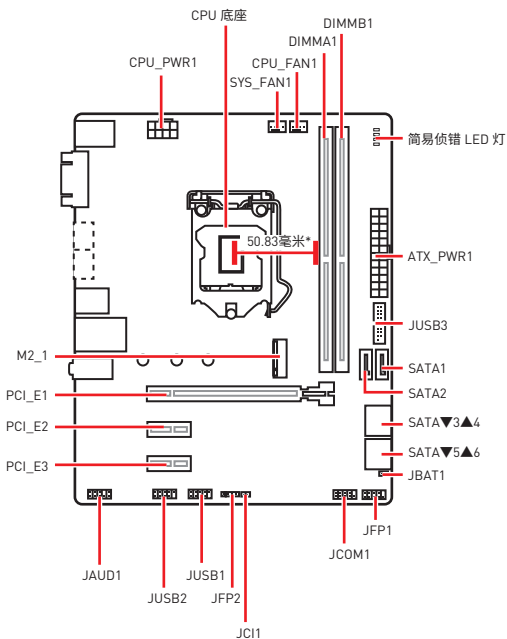 CPU 底座
DIMMB1
DIMMA1
CPU_FAN1
CPU_PWR1
SYS_FAN1
简易侦错 LED 灯
50.83毫米*
ATX_PWR1
JUSB3
M2_1
SATA1
PCI_E1
SATA2
PCI_E2
SATA▼3▲4
PCI_E3
SATA▼5▲6
JBAT1
JFP1
JCOM1
JAUD1
JUSB1
JUSB2
JFP2
JCI1